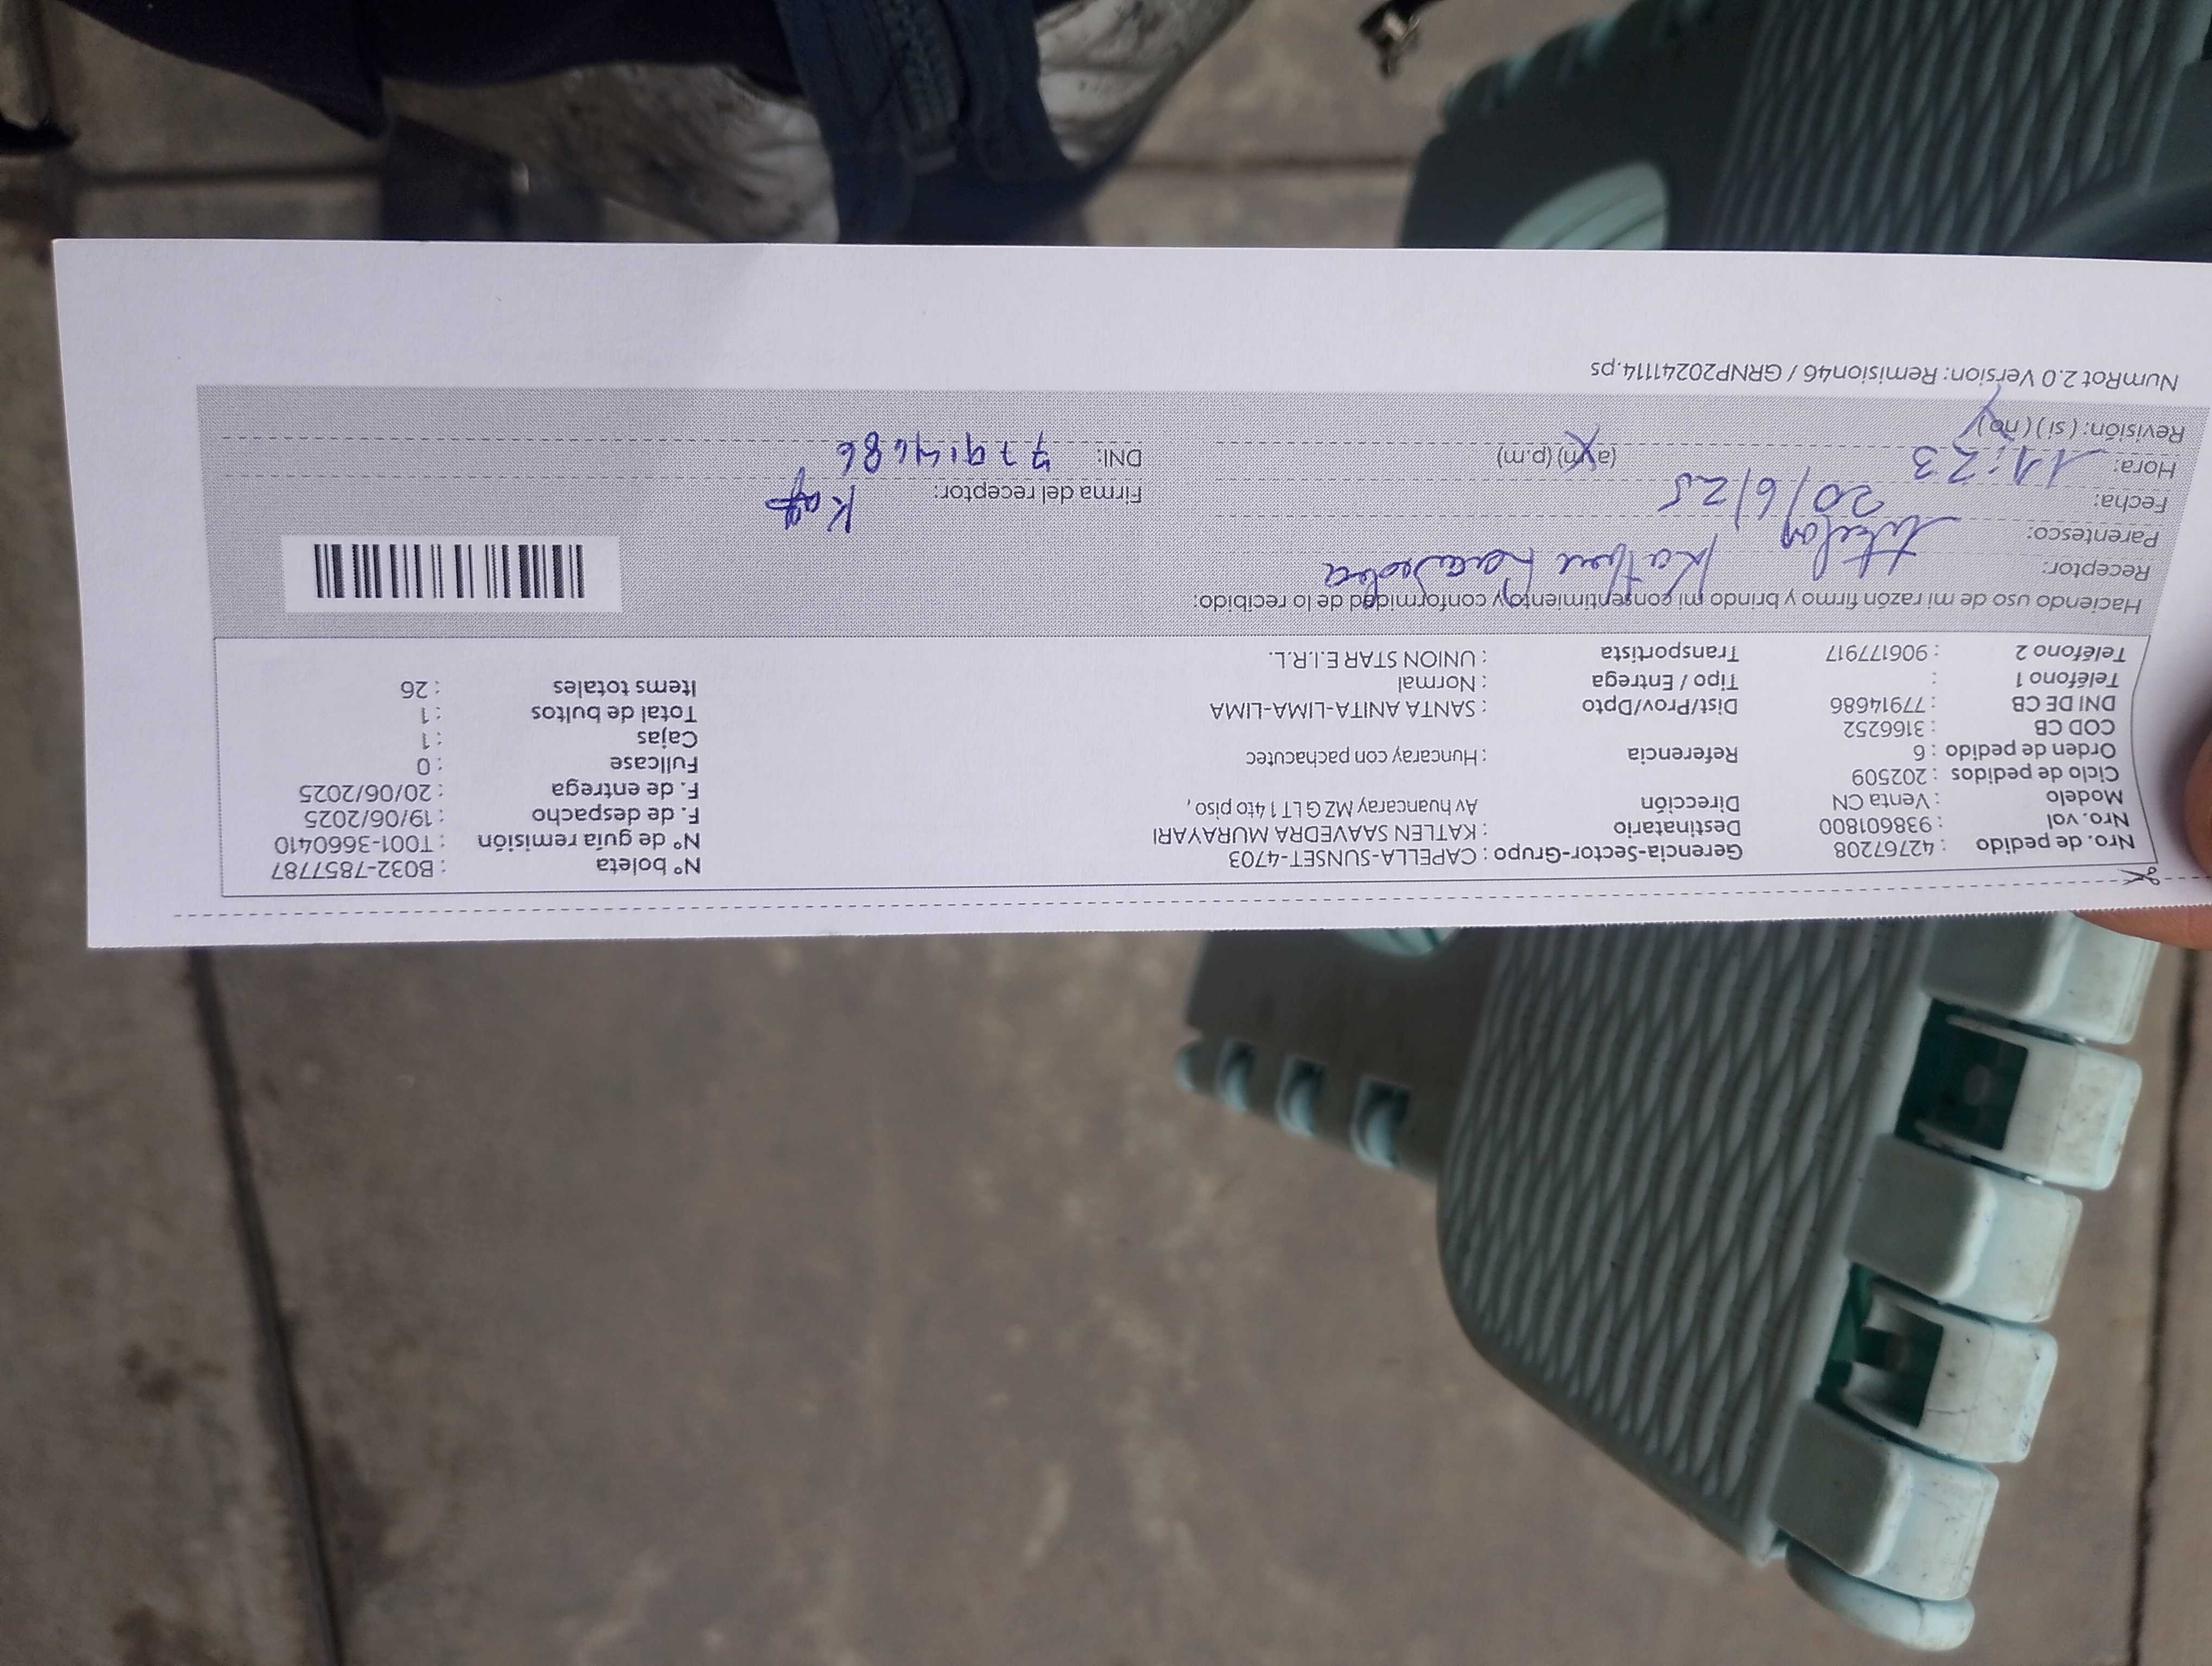 Nro. de pedido : 42767208 Gerencia-Sector-Grupo : CAPELLA-SUNSET-4703 N° boleta : B032-7857787
Nro. vol : 938601800 Destinatario : KATLEN SAAVEDRA MURAYARI N° de guía remisión : T001-3660410
Modelo : Venta CN Dirección Av huancaray MZ G LT 1 4to piso, F. de despacho : 19/06/2025
Ciclo de pedidos : 202509 F. de entrega : 20/06/2025
Orden de pedido : 6 Referencia : Huncaray con pachacutec Fullcase : 0
COD CB : 3166252 Cajas : 1
DNI DE CB : 77914686 Dist/Prov/Dpto : SANTA ANITA-LIMA-LIMA Total de bultos : 1
Teléfono 1 : Tipo / Entrega : Normal Items totales : 26
Teléfono 2 : 906177917 Transportista : UNION STAR E.I.R.L.
Haciendo uso de mi razón firmo y brindo mi consentimiento y conformidad de lo recibido:
Receptor:
Parentesco:
Fecha: 20/6/25 Firma del receptor:
Hora: 11:23 (a.m) (p.m) DNI: 77914686
Revisión: (si) (no)
NumRot 2.0 Version: Remision46 / GRNP20241114.ps